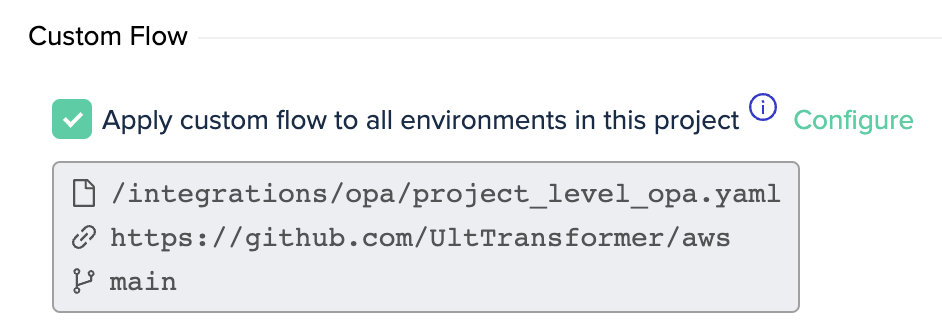 Custom Flow
Apply custom flow to all environments in this project Configure
/integrations/opa/project_level_opa.yaml
https://github.com/UltTransformer/aws
main